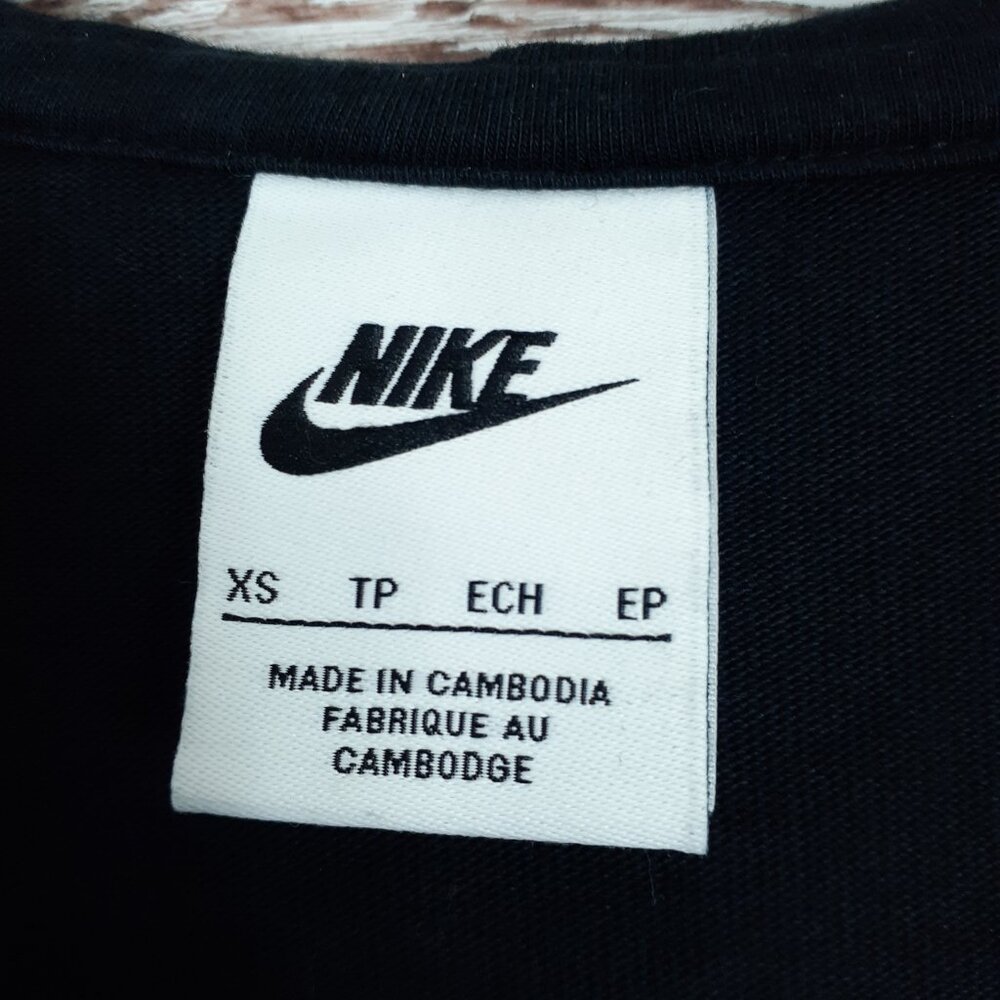 NIKE
XS TP ECH EP
MADE IN CAMBODIA
FABRIQUE AU
CAMBODGE